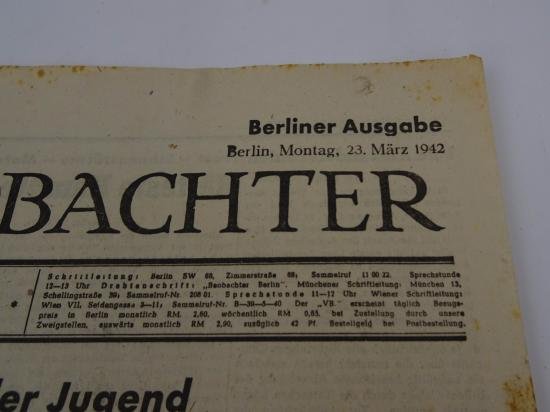 Berliner Ausgabe
Berlin, Montag, 23. März 1942
BACHTER
Schriftleitung: Berlin SW 68, Zimmerstraße 68; Sammelruf 11 00 22. Sprechstunde
12—13 Uhr Drahtanschrift: „Beobachter Berlin". Münchener Schriftleitung: München 13,
Schellingstraße 39; Sammelruf-Nr. 208 01. Sprechstunde 11—12 Uhr Wiener Schriftleitung:
Wien VII, Seidengasse 3—11; Sammelruf-Nr. B—39—5—40 Der „VB." erscheint täglich Bezugs-
preis in Berlin monatlich RM. 2,60, wöchentlich RM 0,65, bei Zustellung durch unsere
Zweigstellen, auswärts monatlich RM 2,90, zuzüglich 42 Pf. Bestellgeld bei Postbestellung.
der Jugend